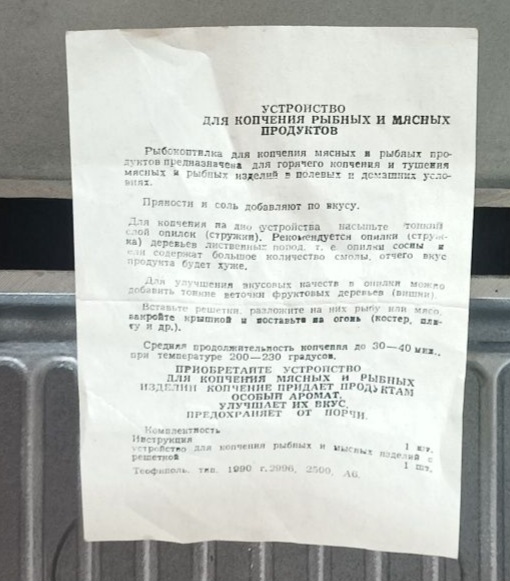 УСТРОЙСТВО
ДЛЯ КОПЧЕНИЯ РЫБНЫХ И МЯСНЫХ
ПРОДУКТОВ
Рыбокоптилка для копчения мясных и рыбных про-
дуктов предназначена для горячего копчения и тушения
мясных и рыбных изделий в полевых и домашних усло-
виях.
Пряности и соль добавляют по вкусу.
Для копчения на дно устройства насыпьте тонкий
слой опилок (стружки). Рекомендуется опилки (струж-
ка) деревьев лиственных пород, т. е. опилки сосны и
ели содержат большое количество смолы, отчего вкус
продукта будет хуже.
Для улучшения вкусовых качеств в опилки можно
добавить тонкие веточки фруктовых деревьев (вишни).
Вставьте решетки, разложите на них рыбу или мясо,
закройте крышкой и поставьте на огонь (костер, пли-
ту и др.).
Средняя продолжительность копчения до 30—40 мин.,
при температуре 200—230 градусов.
ПРИОБРЕТАЙТЕ УСТРОЙСТВО
ДЛЯ КОПЧЕНИЯ МЯСНЫХ И РЫБНЫХ
ИЗДЕЛИЙ КОПЧЕНИЕ ПРИДАЕТ ПРОДУКТАМ
ОСОБЫЙ АРОМАТ,
УЛУЧШАЕТ ИХ ВКУС,
ПРЕДОХРАНЯЕТ ОТ ПОРЧИ.
Комплектность
Инструкция 1 шт.
устройство для копчения рыбных и мясных изделий с
решеткой 1 шт.
Теофиполь. тип. 1990 г. 2996, 2500, А6.